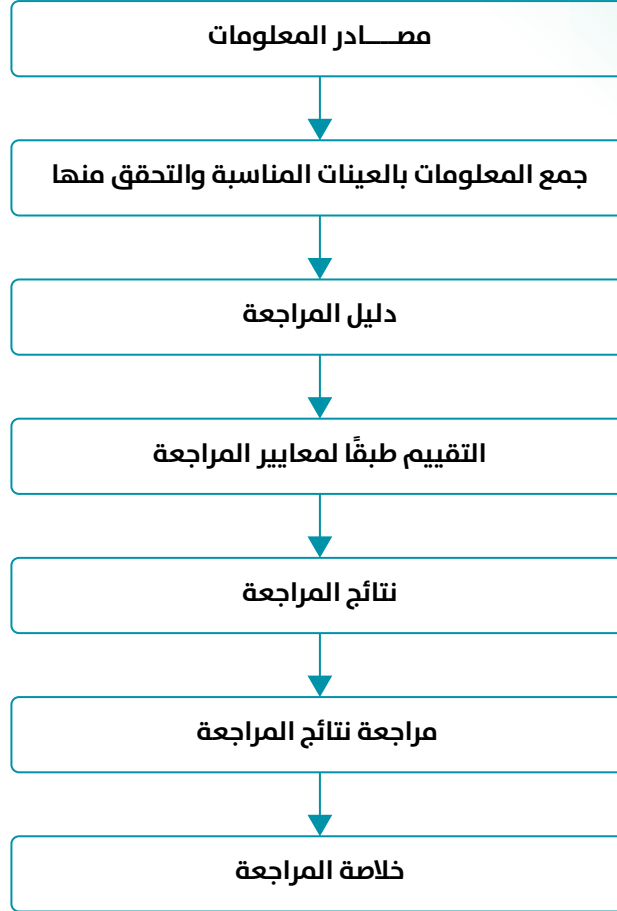 مصــــادر المعلومات
جمع المعلومات بالعينات المناسبة والتحقق منها
دليل المراجعة
التقييم طبقًا لمعايير المراجعة
نتائج المراجعة
مراجعة نتائج المراجعة
خلاصة المراجعة